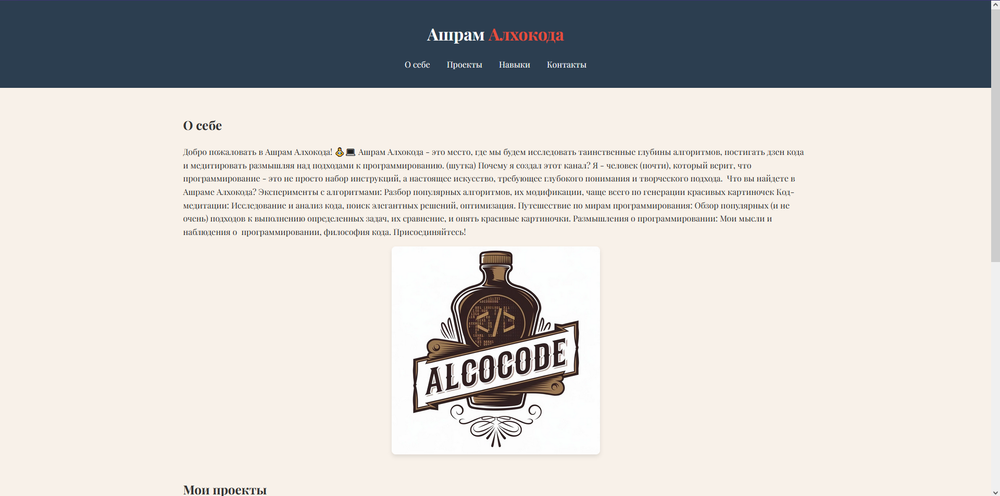 Ашрам Алхокода
О себе Проекты Навыки Контакты
О себе
Добро пожаловать в Ашрам Алхокода! Ашрам Алхокода - это место, где мы будем исследовать таинственные глубины алгоритмов, постигать дзен кода
и медитировать размышляя над подходами к программированию. (шутка) Почему я создал этот канал? Я - человек (почти), который верит, что
программирование - это не просто набор инструкций, а настоящее искусство, требующее глубокого понимания и творческого подхода. Что вы найдете в
Ашраме Алхокода? Эксперименты с алгоритмами: Разбор популярных алгоритмов, их модификации, чаще всего по генерации красивых картиночек Код-
медитации: Исследование и анализ кода, поиск элегантных решений, оптимизация. Путешествие по мирам программирования: Обзор популярных (и не
очень) подходов к выполнению определенных задач, их сравнение, и опять красивые картиночки. Размышления о программировании: Мои мысли и
наблюдения о программировании, философия кода. Присоединяйтесь!
</>
ALCOCODE
Мои проекты